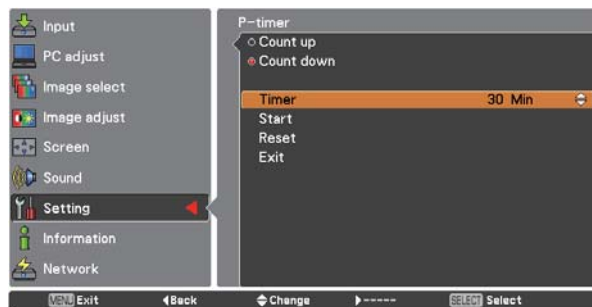 Input
PC adjust
Image select
Image adjust
Screen
Sound
Setting
Information
Network
P-timer
Count up
Count down
Timer 30 Min
Start
Reset
Exit
MENU Exit Back Change ----- SELECT Select